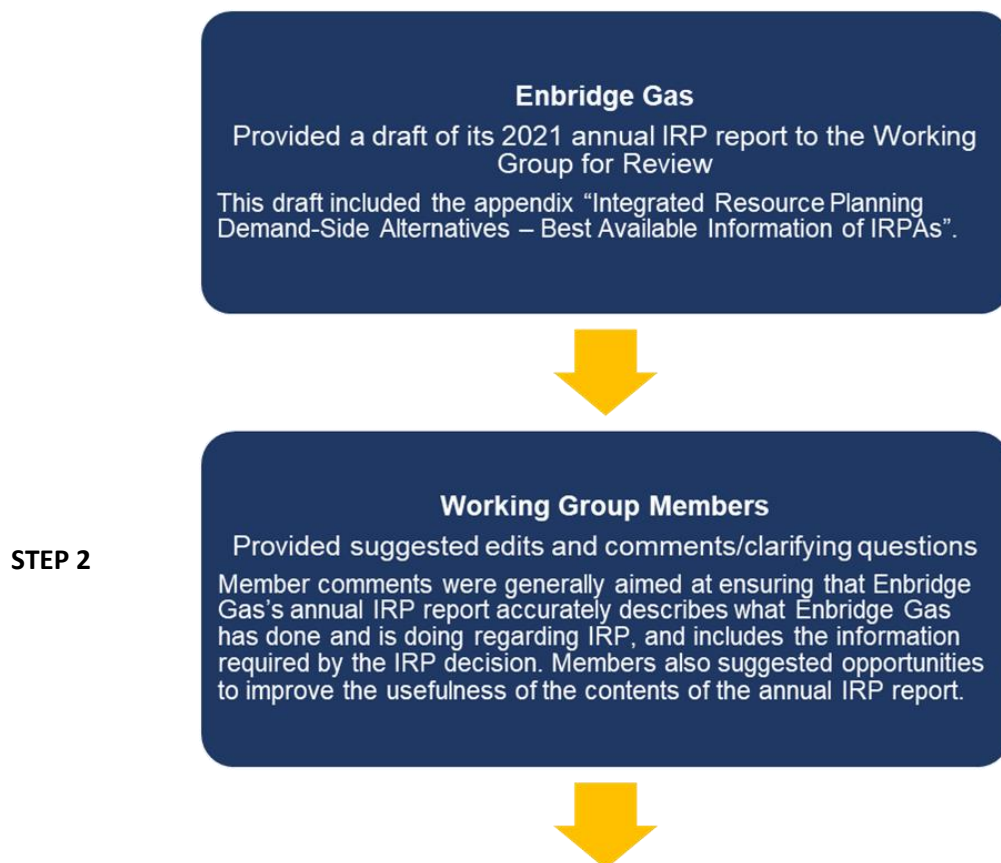 Enbridge Gas
Provided a draft of its 2021 annual IRP report to the Working
Group for Review
This draft included the appendix “Integrated Resource Planning
Demand-Side Alternatives – Best Available Information of IRPAs”.
STEP 2
Working Group Members
Provided suggested edits and comments/clarifying questions
Member comments were generally aimed at ensuring that Enbridge
Gas’s annual IRP report accurately describes what Enbridge Gas
has done and is doing regarding IRP, and includes the information
required by the IRP decision. Members also suggested opportunities
to improve the usefulness of the contents of the annual IRP report.